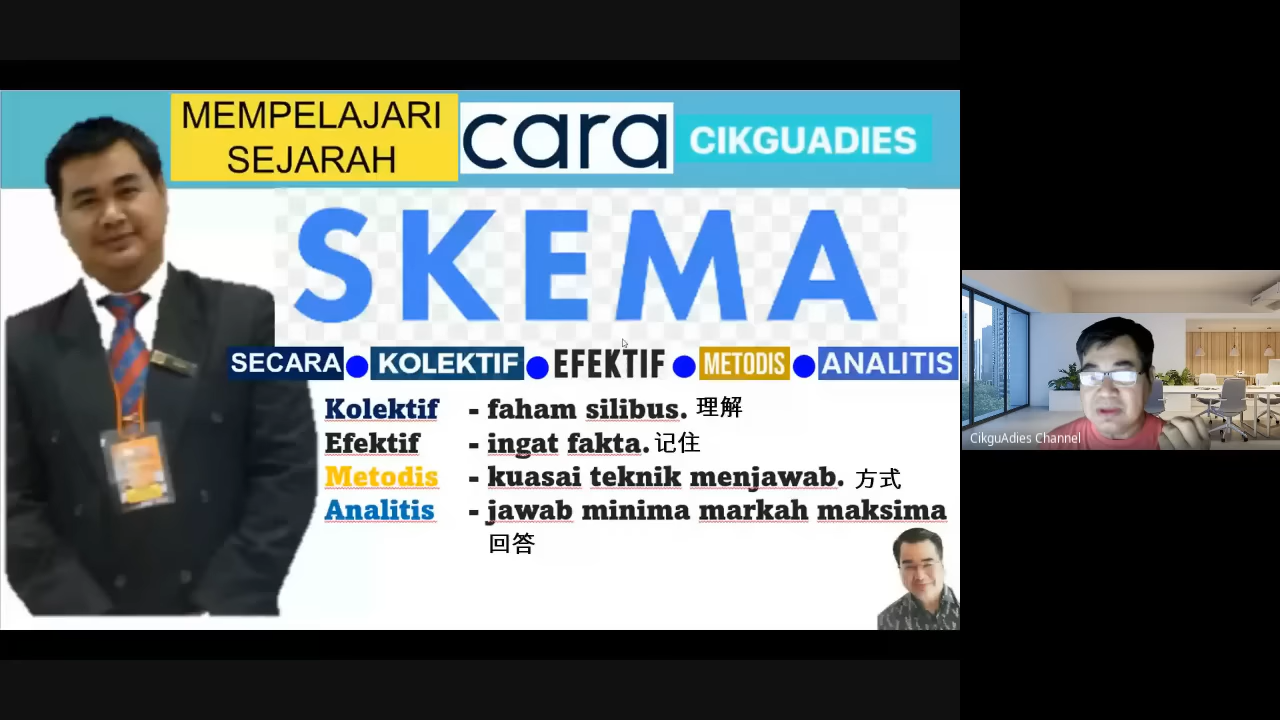 MEMPELAJARI
SEJARAH
cara
CIKGUADIES
SKEMA
SECARA KOLEKTIF EFEKTIF METODIS ANALITIS
Kolektif - faham silibus. 理解
Efektif - ingat fakta. 记住
Metodis - kuasai teknik menjawab. 方式
Analitis - jawab minima markah maksima
回答
CikguAdies Channel